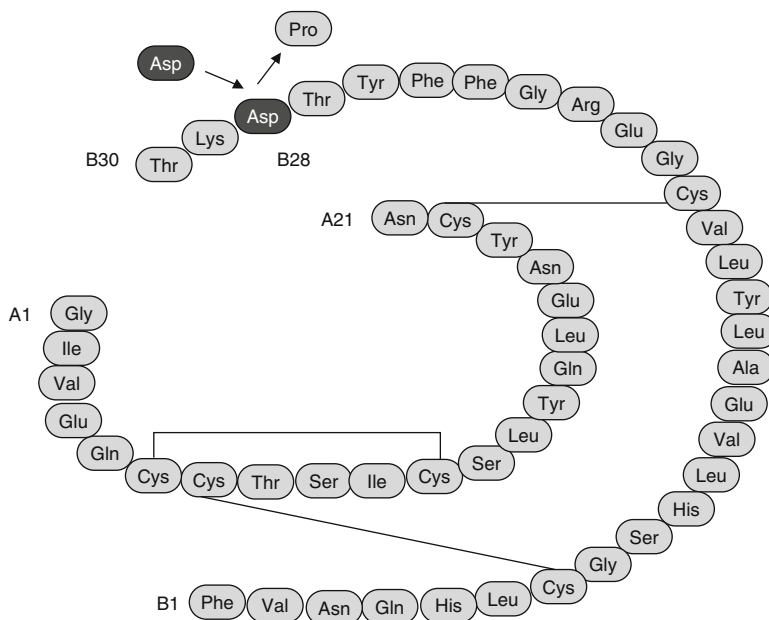 Pro
Asp
Thr Tyr Phe Phe Gly Arg Glu Gly Cys Val Leu Tyr Leu Ala Glu Val Leu His Ser Gly Cys Leu His Gln Asn Val Phe B1
B30 Thr Lys Asp B28
A21 Asn Cys Tyr Asn Glu Leu Gln Tyr Leu Ser Cys Ile Ser Thr Cys Cys Gln Glu Val Ile Gly A1